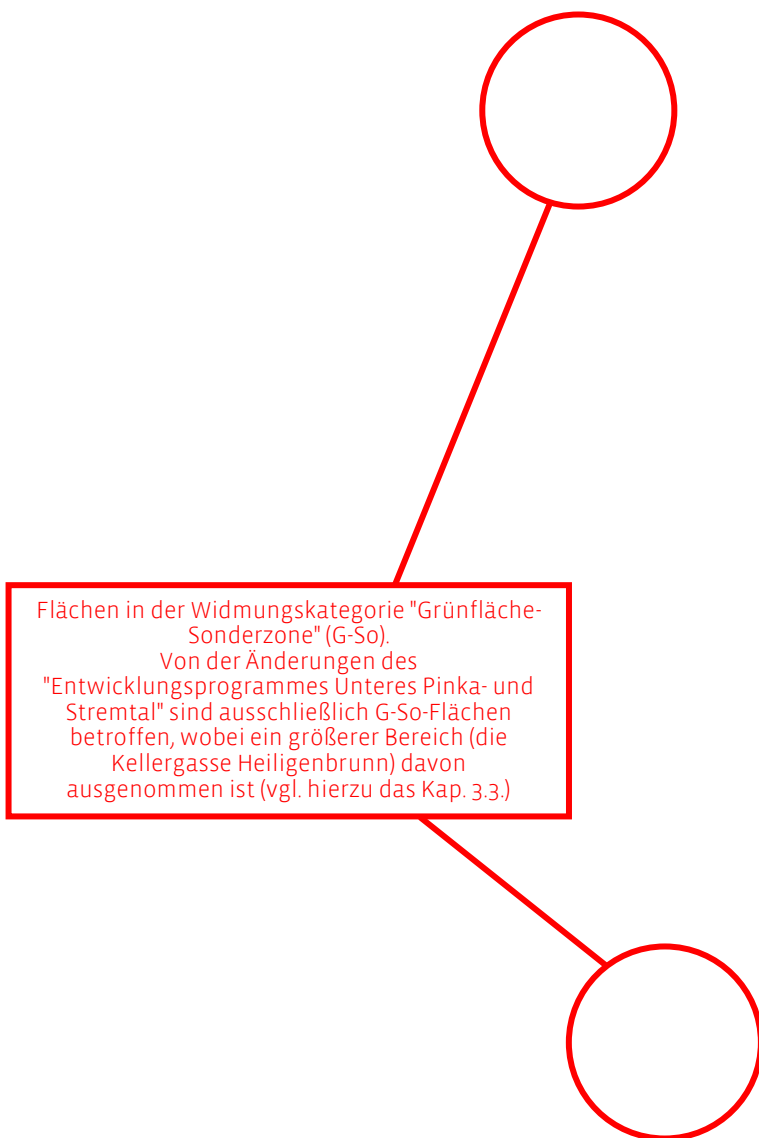 Flächen in der Widmungskategorie "Grünfläche-
Sonderzone" (G-So).
Von der Änderungen des
"Entwicklungsprogrammes Unteres Pinka- und
Stremtal" sind ausschließlich G-So-Flächen
betroffen, wobei ein größerer Bereich (die
Kellergasse Heiligenbrunn) davon
ausgenommen ist (vgl. hierzu das Kap. 3.3.)